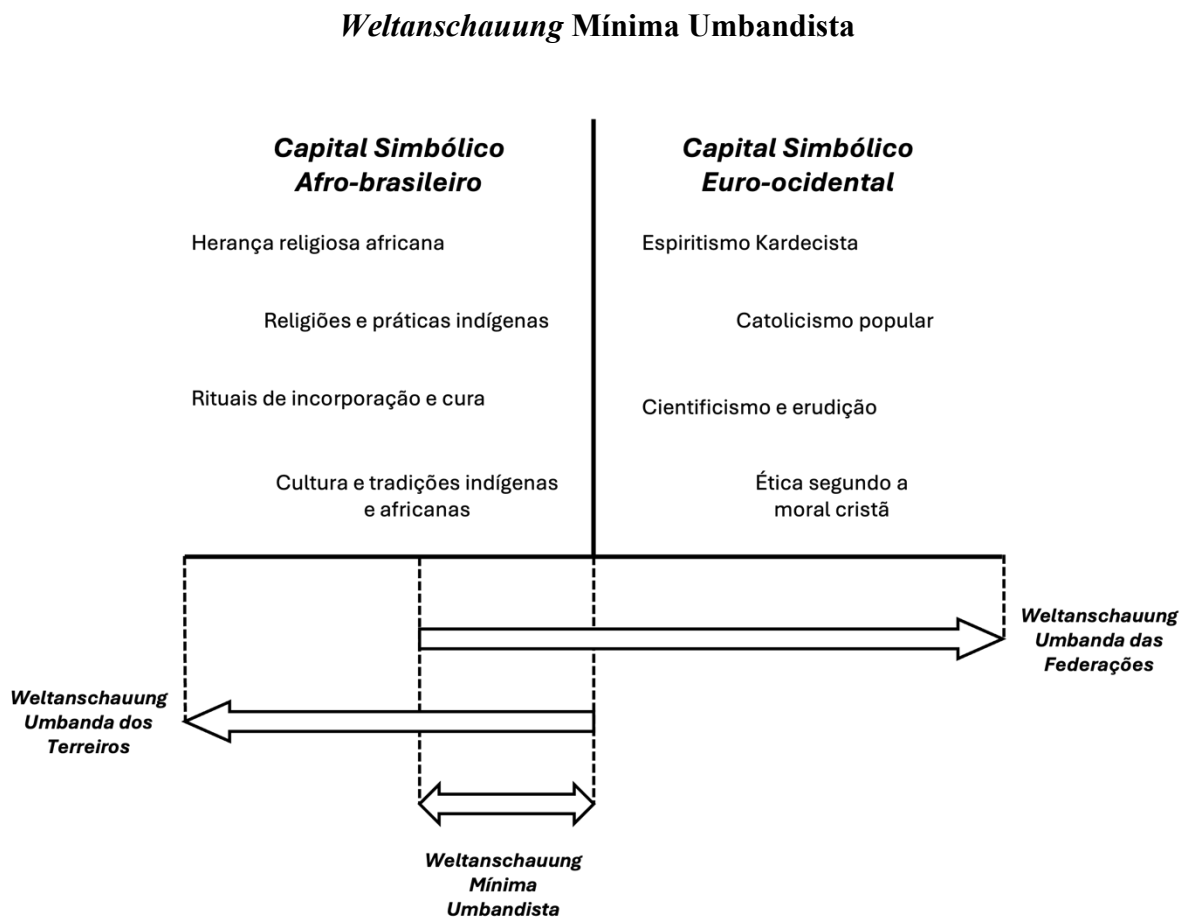 Weltanschauung Mínima Umbandista
Capital Simbólico
Afro-brasileiro
Herança religiosa africana
Religiões e práticas indígenas
Rituais de incorporação e cura
Cultura e tradições indígenas
e africanas
Capital Simbólico
Euro-ocidental
Espiritismo Kardecista
Catolicismo popular
Cientificismo e erudição
Ética segundo a
moral cristã
Weltanschauung
Umbanda das
Federações
Weltanschauung
Umbanda dos
Terreiros
Weltanschauung
Mínima
Umbandista